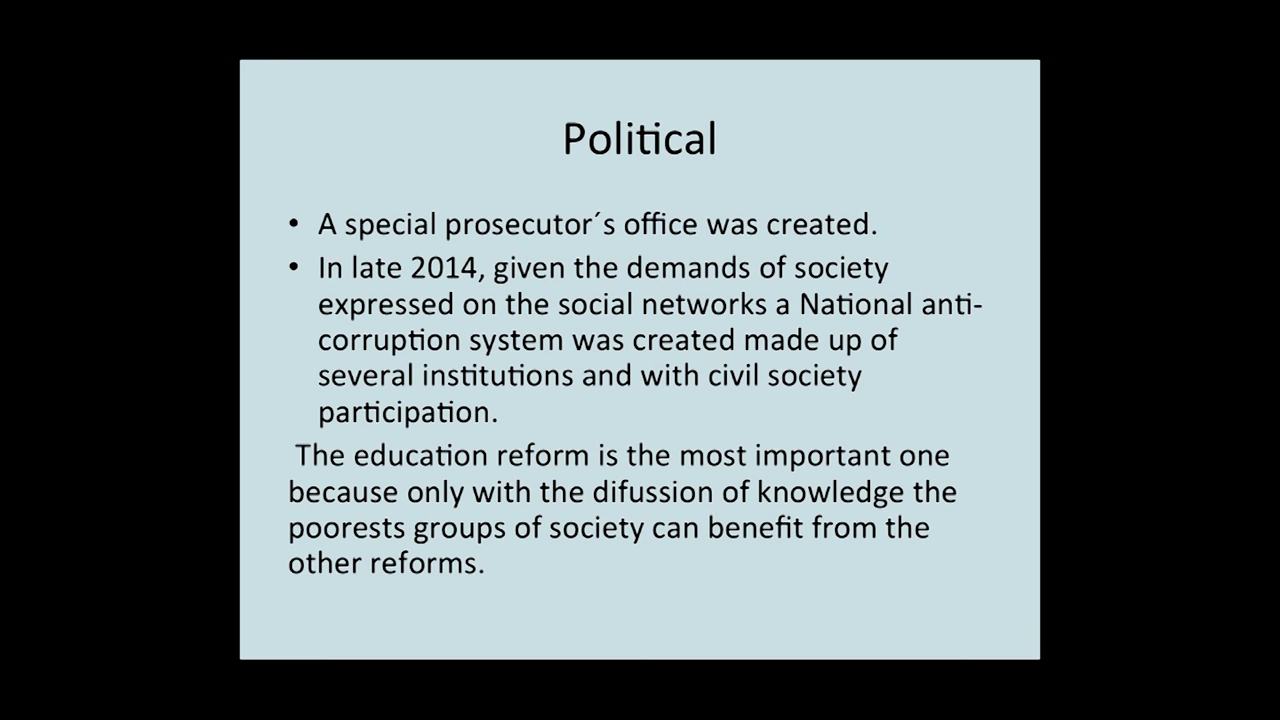 Political
• A special prosecutor´s office was created.
• In late 2014, given the demands of society
expressed on the social networks a National anti-
corruption system was created made up of
several institutions and with civil society
participation.
The education reform is the most important one
because only with the difussion of knowledge the
poorests groups of society can benefit from the
other reforms.